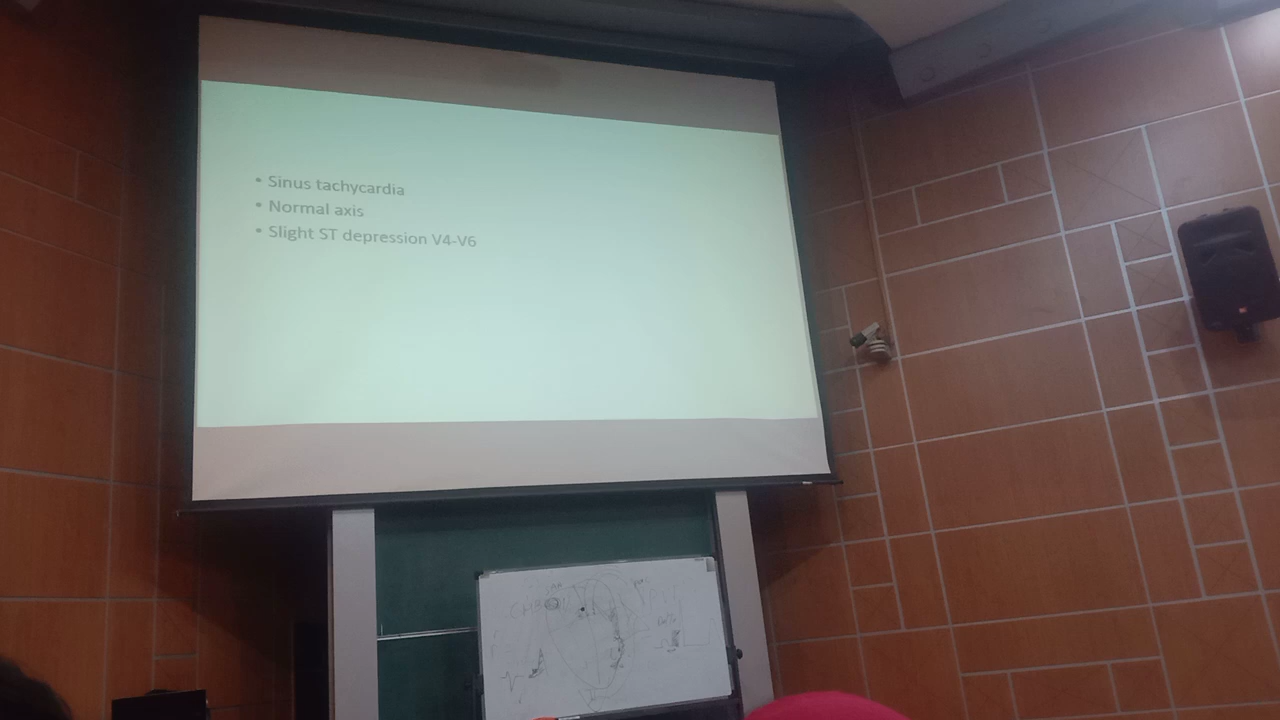 • Sinus tachycardia
• Normal axis
• Slight ST depression V4-V6